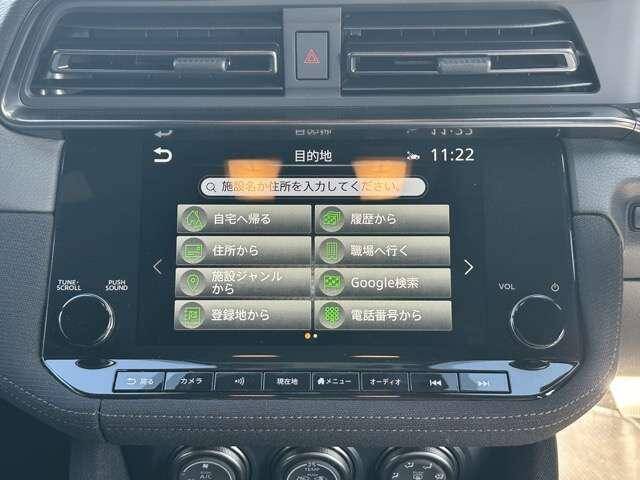 目的地 11:22
施設名か住所を入力してください。
自宅へ帰る 履歴から
住所から 職場へ行く
施設ジャンル
から
Google検索
登録地から 電話番号から
TUNE・
SCROLL
PUSH
SOUND
VOL
戻る カメラ 現在地 メニュー オーディオ
A/C
TEMP